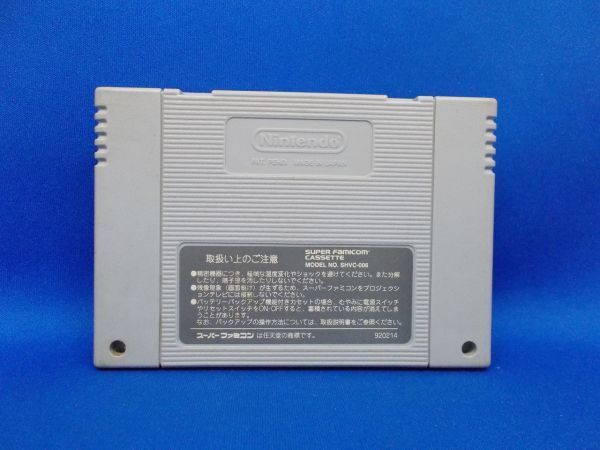 Nintendo
PAT. PEND. MADE IN JAPAN
取扱い上のご注意
SUPER FAMICOM
CASSETTE
MODEL NO. SHVC-006
●精密機器につき、極端な温度変化やショックを避けてください。また分解
したり、端子部を汚したりしないでください。
●残像現象(画面焼け)が生ずるため、スーパーファミコンをプロジェク
ションテレビには接続しないでください。
●バッテリーバックアップ機能付きカセットの場合、むやみに電源スイッチ
やリセットスイッチをON・OFFすると、蓄積されている内容が消えてしま
うことがあります。
なお、バックアップの操作方法については、取扱説明書をご参照ください。
スーパーファミコン は任天堂の商標です。
920214